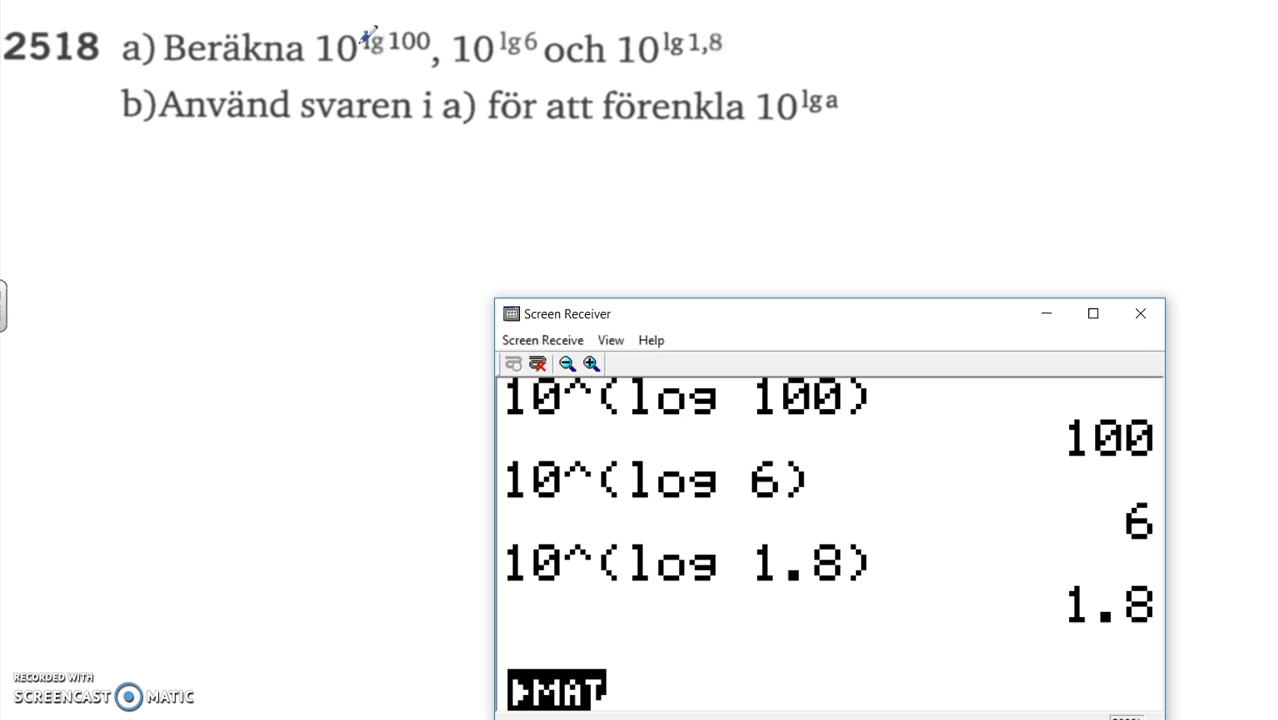 2518 a) Beräkna 10^lg 100, 10^lg 6 och 10^lg 1,8
b) Använd svaren i a) för att förenkla 10^lg a
Screen Receiver
Screen Receive View Help
10^(log 100)
100
10^(log 6)
6
10^(log 1.8)
1.8
▶MAT
RECORDED WITH
SCREENCAST MATIC